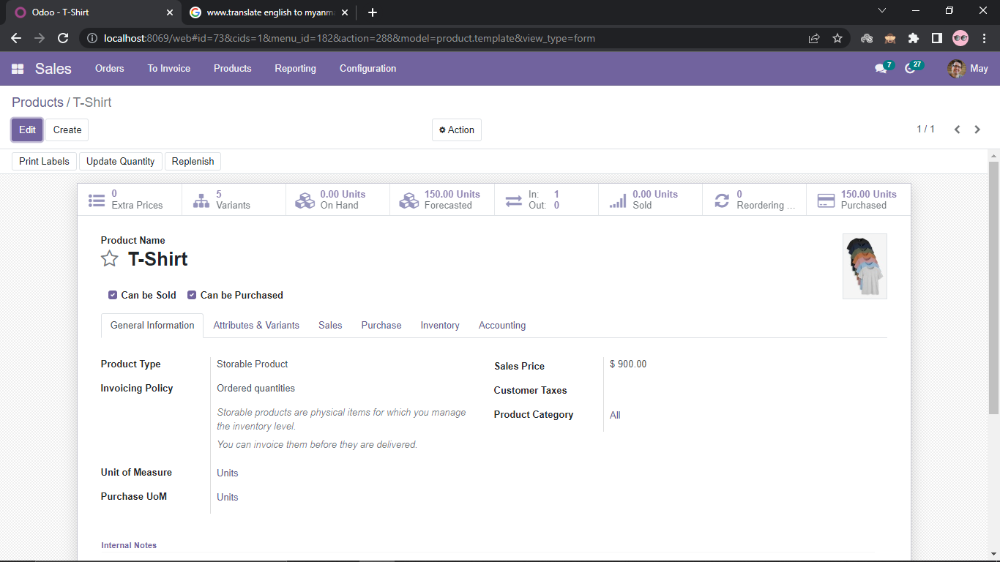 Odoo - T-Shirt
www.translate english to myanm
localhost:8069/web#id=73&cids=1&menu_id=182&action=288&model=product.template&view_type=form
Sales Orders To Invoice Products Reporting Configuration 7 27 May
Products / T-Shirt
Edit Create Action 1 / 1
Print Labels Update Quantity Replenish
0 5 0.00 Units 150.00 Units In: 1 0.00 Units 0 150.00 Units
Extra Prices Variants On Hand Forecasted Out: 0 Sold Reordering ... Purchased
Product Name
T-Shirt
Can be Sold Can be Purchased
General Information Attributes & Variants Sales Purchase Inventory Accounting
Product Type Storable Product Sales Price $ 900.00
Invoicing Policy Ordered quantities Customer Taxes
Storable products are physical items for which you manage Product Category All
the inventory level.
You can invoice them before they are delivered.
Unit of Measure Units
Purchase UoM Units
Internal Notes